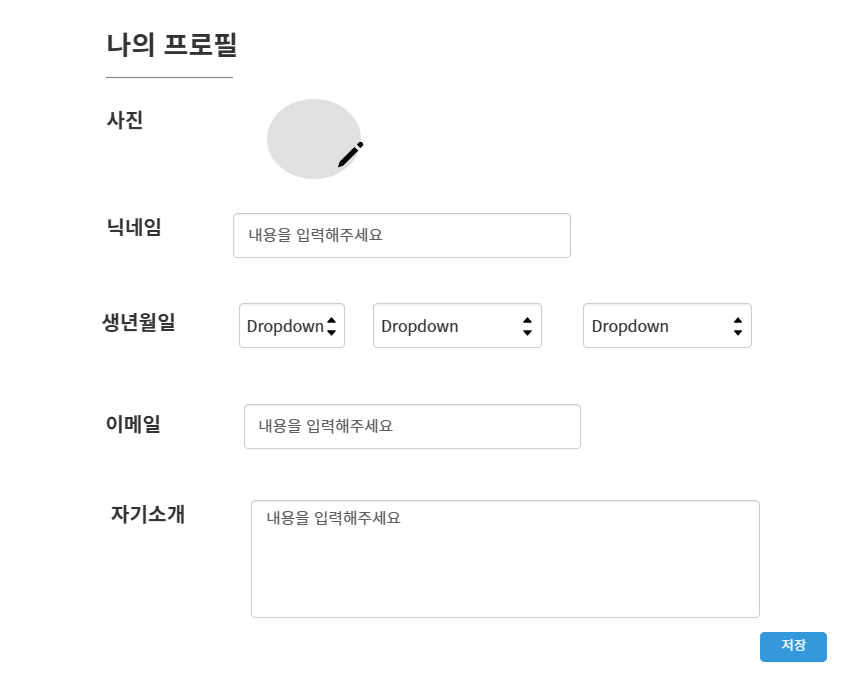 나의 프로필
사진
닉네임
내용을 입력해주세요
생년월일
Dropdown
Dropdown
Dropdown
이메일
내용을 입력해주세요
자기소개
내용을 입력해주세요
저장